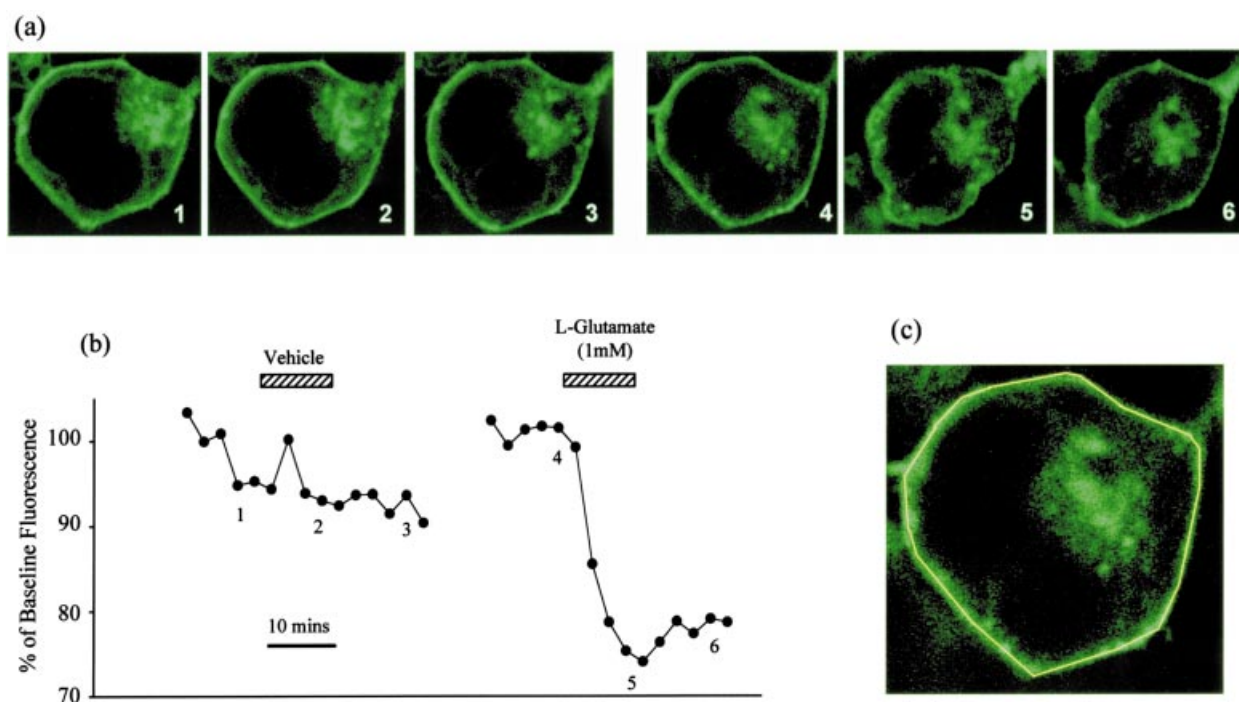 (a)
1 2 3 4 5 6
(b)
Vehicle
L-Glutamate
(1mM)
% of Baseline Fluorescence
100
90
80
70
1 2 3
4 5 6
10 mins
(c)